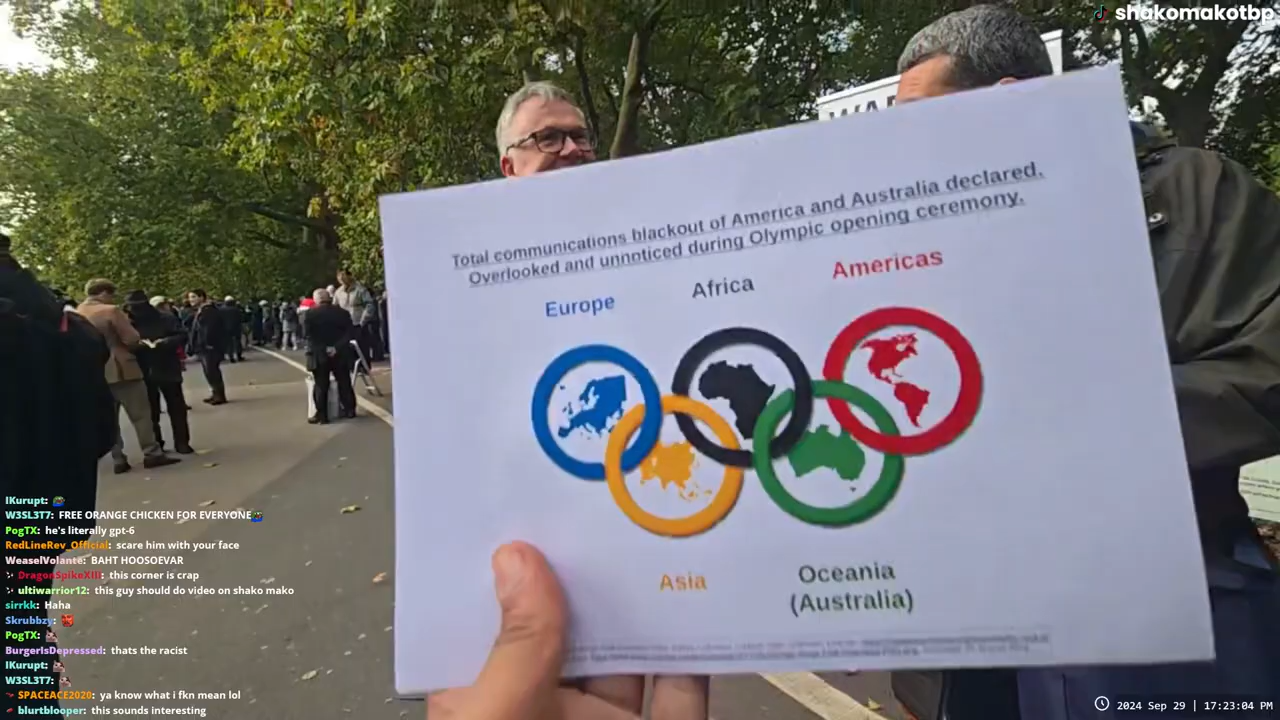 shakomakotbp
WA
Total communications blackout of America and Australia declared.
Overlooked and unnoticed during Olympic opening ceremony.
Europe
Africa
Americas
Asia
Oceania
(Australia)
IKurupt:
W3SL3T7: FREE ORANGE CHICKEN FOR EVERYONE
PogTX: he's literally gpt-6
RedLineRev_Official: scare him with your face
WeaselVolante: BAHT HOOSOEVAR
DragonSpikeXIII: this corner is crap
ultiwarrior12: this guy should do video on shako mako
sirrkk: Haha
Skrubbzy:
PogTX:
BurgerIsDepressed: thats the racist
IKurupt:
W3SL3T7:
SPACEACE2020: ya know what i fkn mean lol
blurtblooper: this sounds interesting
2024 Sep 29 | 17:23:04 PM